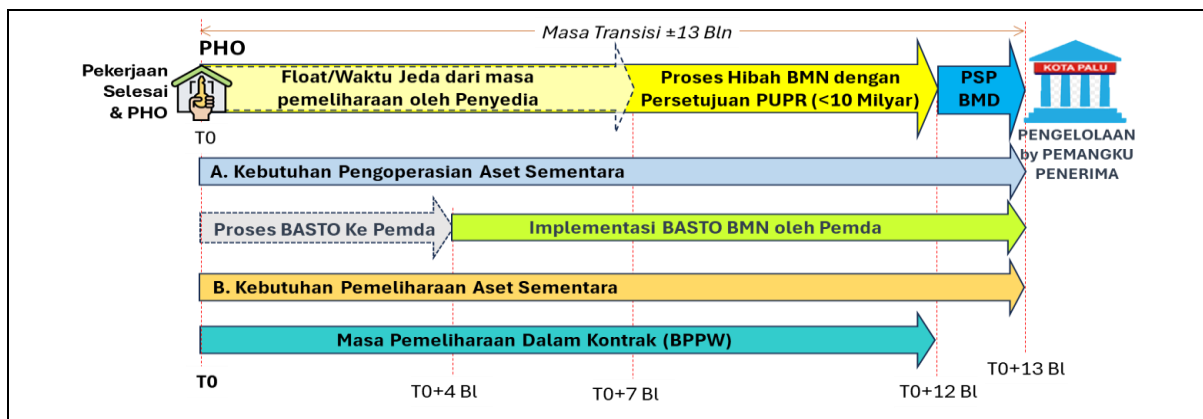 Masa Transisi ±13 Bln
PHO
Pekerjaan
Selesai
& PHO
T0
Float/Waktu Jeda dari masa
pemeliharaan oleh Penyedia
Proses Hibah BMN dengan
Persetujuan PUPR (<10 Milyar)
PSP
BMD
KOTA PALU
PENGELOLAAN
by PEMANGKU
PENERIMA
A. Kebutuhan Pengoperasian Aset Sementara
Proses BASTO Ke Pemda
Implementasi BASTO BMN oleh Pemda
B. Kebutuhan Pemeliharaan Aset Sementara
Masa Pemeliharaan Dalam Kontrak (BPPW)
T0
T0+4 Bl
T0+7 Bl
T0+12 Bl
T0+13 Bl